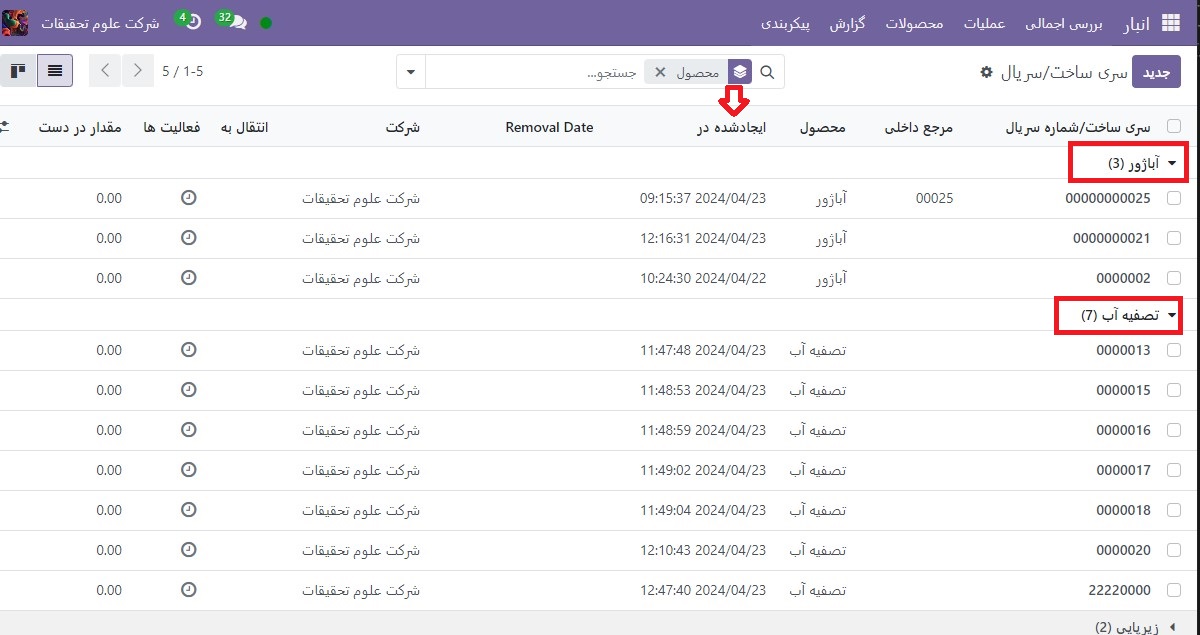 انبار بررسی اجمالی عملیات محصولات گزارش پیکربندی 32 4 شرکت علوم تحقیقات
جدید سری ساخت/سریال محصول جستجو... 5 / 1-5
سری ساخت/شماره سریال مرجع داخلی محصول ایجادشده در Removal Date شرکت انتقال به فعالیت ها مقدار در دست
آباژور (3)
00000000025 00025 آباژور 2024/04/23 09:15:37 شرکت علوم تحقیقات 0.00
0000000021 آباژور 2024/04/23 12:16:31 شرکت علوم تحقیقات 0.00
0000002 آباژور 2024/04/22 10:24:30 شرکت علوم تحقیقات 0.00
تصفیه آب (7)
0000013 تصفیه آب 2024/04/23 11:47:48 شرکت علوم تحقیقات 0.00
0000015 تصفیه آب 2024/04/23 11:48:53 شرکت علوم تحقیقات 0.00
0000016 تصفیه آب 2024/04/23 11:48:59 شرکت علوم تحقیقات 0.00
0000017 تصفیه آب 2024/04/23 11:49:02 شرکت علوم تحقیقات 0.00
0000018 تصفیه آب 2024/04/23 11:49:04 شرکت علوم تحقیقات 0.00
0000020 تصفیه آب 2024/04/23 12:10:43 شرکت علوم تحقیقات 0.00
22220000 تصفیه آب 2024/04/23 12:47:40 شرکت علوم تحقیقات 0.00
زیرپایی (2)